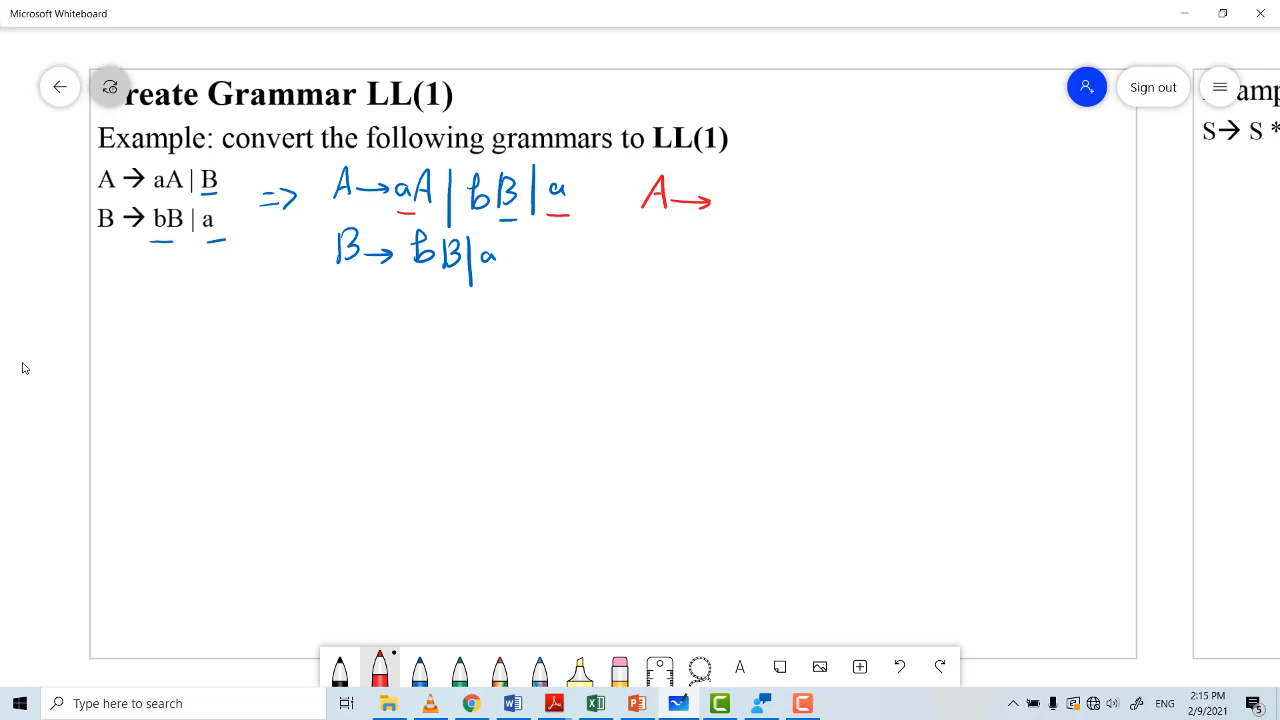 Microsoft Whiteboard
reate Grammar LL(1)
Sign out
Example: convert the following grammars to LL(1)
A → aA | B
B → bB | a
=> A → aA | bB | a
B → bB | a
A →
S → S *
A
Type here to search
ENG
2:15 PM
2/9/2021
5